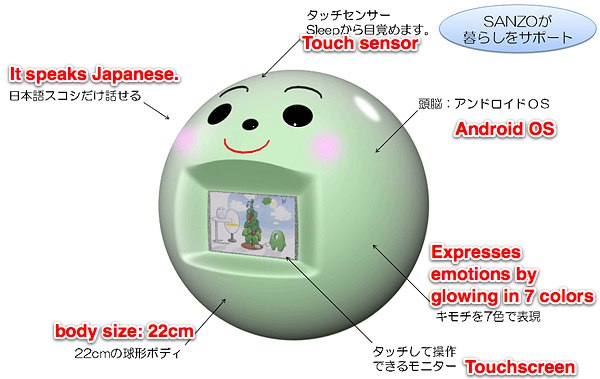 タッチセンサー
Sleepから目覚めます。
Touch sensor
SANZOが
暮らしをサポート
It speaks Japanese.
日本語スコシだけ話せる
頭脳：アンドロイドＯＳ
Android OS
Expresses
emotions by
glowing in 7 colors
キモチを7色で表現
body size: 22cm
22cmの球形ボディ
タッチして操作
できるモニター
Touchscreen